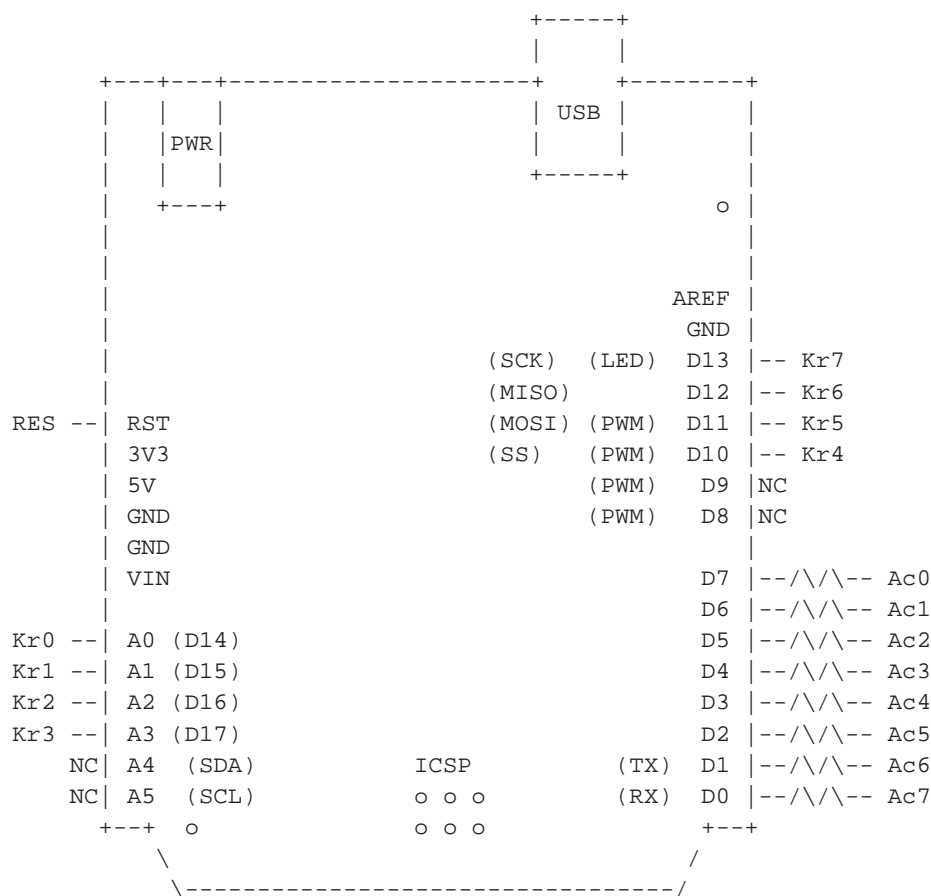 USB
PWR
o
AREF
GND
(SCK) (LED) D13 -- Kr7
(MISO) D12 -- Kr6
RES -- RST (MOSI) (PWM) D11 -- Kr5
3V3 (SS) (PWM) D10 -- Kr4
5V (PWM) D9 NC
GND (PWM) D8 NC
GND
VIN D7 --/\/\-- Ac0
D6 --/\/\-- Ac1
Kr0 -- A0 (D14) D5 --/\/\-- Ac2
Kr1 -- A1 (D15) D4 --/\/\-- Ac3
Kr2 -- A2 (D16) D3 --/\/\-- Ac4
Kr3 -- A3 (D17) D2 --/\/\-- Ac5
NC A4 (SDA) ICSP (TX) D1 --/\/\-- Ac6
NC A5 (SCL) o o o (RX) D0 --/\/\-- Ac7
o o o o